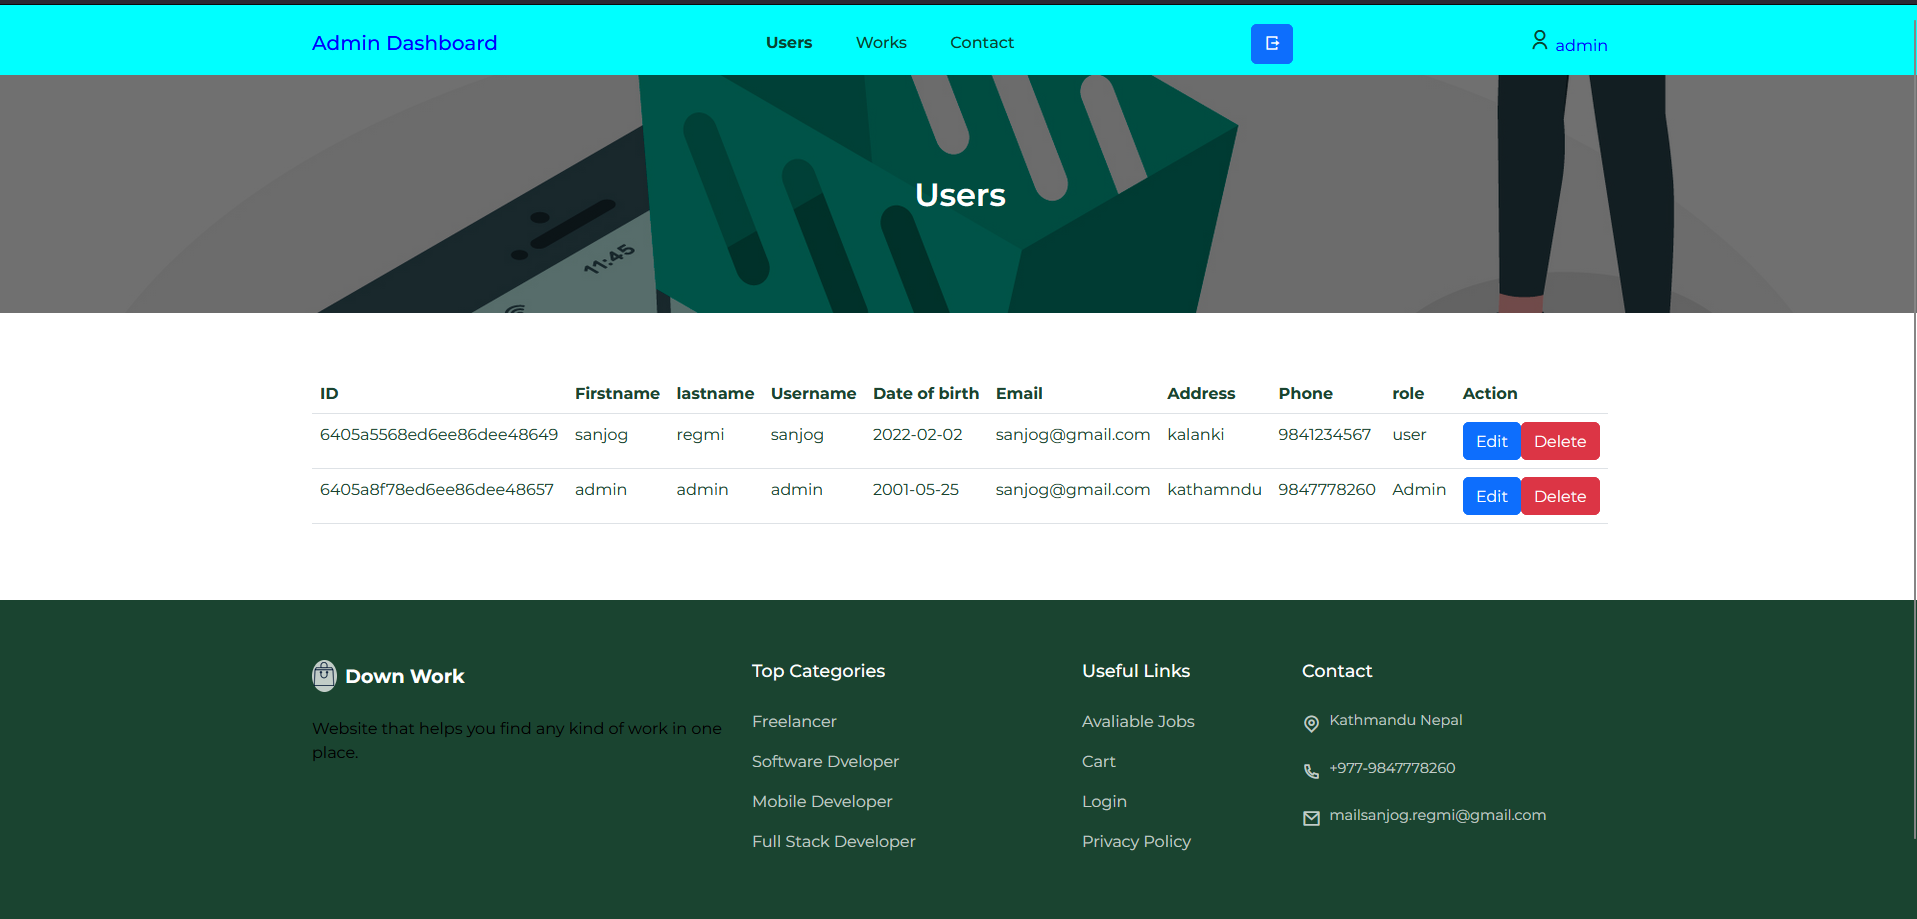 Admin Dashboard
Users
Works
Contact
admin
11:45
Users
ID Firstname lastname Username Date of birth Email Address Phone role Action
6405a5568ed6ee86dee48649 sanjog regmi sanjog 2022-02-02 sanjog@gmail.com kalanki 9841234567 user Edit Delete
6405a8f78ed6ee86dee48657 admin admin admin 2001-05-25 sanjog@gmail.com kathamndu 9847778260 Admin Edit Delete
Down Work
Website that helps you find any kind of work in one
place.
Top Categories
Freelancer
Software Dveloper
Mobile Developer
Full Stack Developer
Useful Links
Avaliable Jobs
Cart
Login
Privacy Policy
Contact
Kathmandu Nepal
+977-9847778260
mailsanjog.regmi@gmail.com